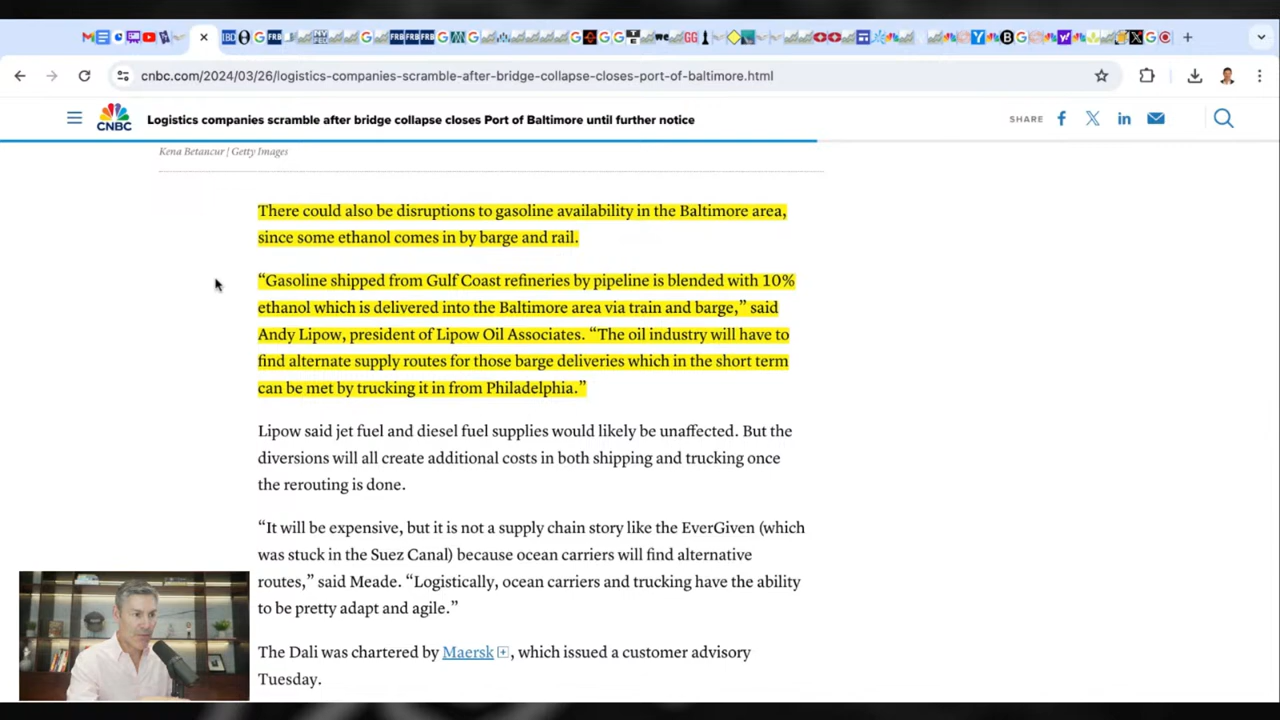 cnbc.com/2024/03/26/logistics-companies-scramble-after-bridge-collapse-closes-port-of-baltimore.html
CNBC
Logistics companies scramble after bridge collapse closes Port of Baltimore until further notice
SHARE
Kena Betancur | Getty Images
There could also be disruptions to gasoline availability in the Baltimore area,
since some ethanol comes in by barge and rail.
“Gasoline shipped from Gulf Coast refineries by pipeline is blended with 10%
ethanol which is delivered into the Baltimore area via train and barge,” said
Andy Lipow, president of Lipow Oil Associates. “The oil industry will have to
find alternate supply routes for those barge deliveries which in the short term
can be met by trucking it in from Philadelphia.”
Lipow said jet fuel and diesel fuel supplies would likely be unaffected. But the
diversions will all create additional costs in both shipping and trucking once
the rerouting is done.
“It will be expensive, but it is not a supply chain story like the EverGiven (which
was stuck in the Suez Canal) because ocean carriers will find alternative
routes,” said Meade. “Logistically, ocean carriers and trucking have the ability
to be pretty adapt and agile.”
The Dali was chartered by Maersk, which issued a customer advisory
Tuesday.